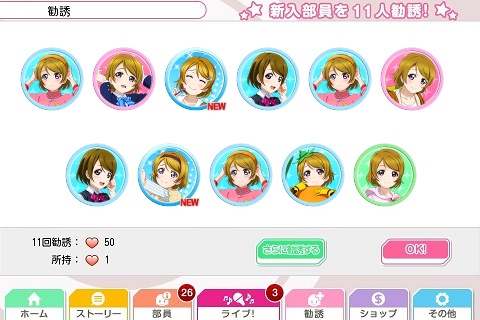 勧誘
新入部員を11人勧誘!
NEW
NEW
11回勧誘： 50
所持： 1
さらに勧誘する
OK!
26
3
ホーム
ストーリー
部員
ライブ!
勧誘
ショップ
その他